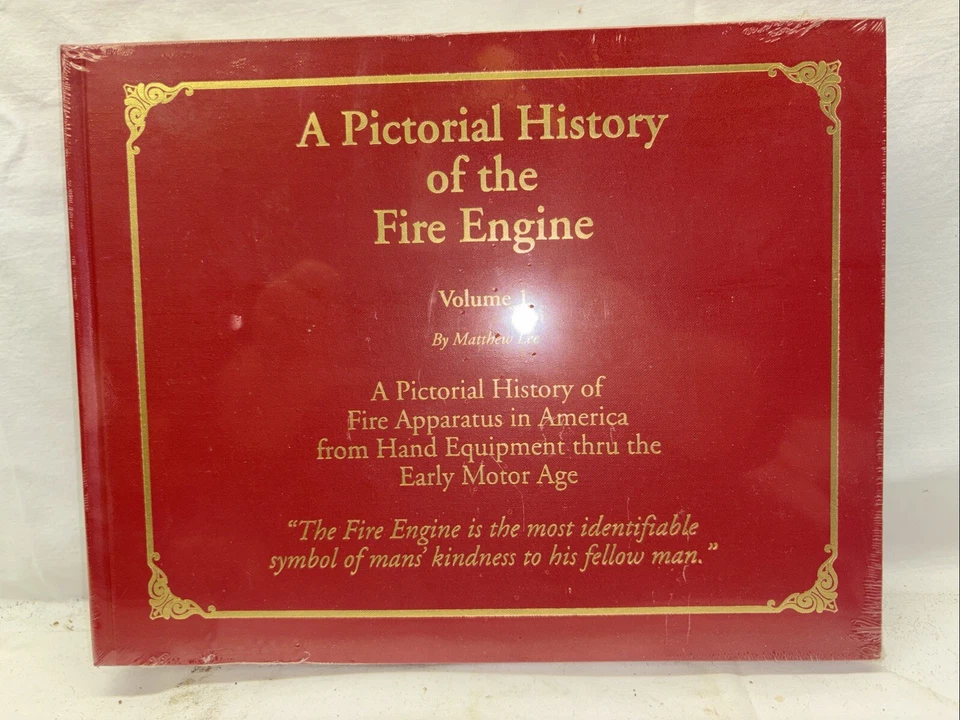 A Pictorial History
of the
Fire Engine
Volume 1
By Matthew Lee
A Pictorial History of
Fire Apparatus in America
from Hand Equipment thru the
Early Motor Age
“The Fire Engine is the most identifiable
symbol of mans’ kindness to his fellow man.”